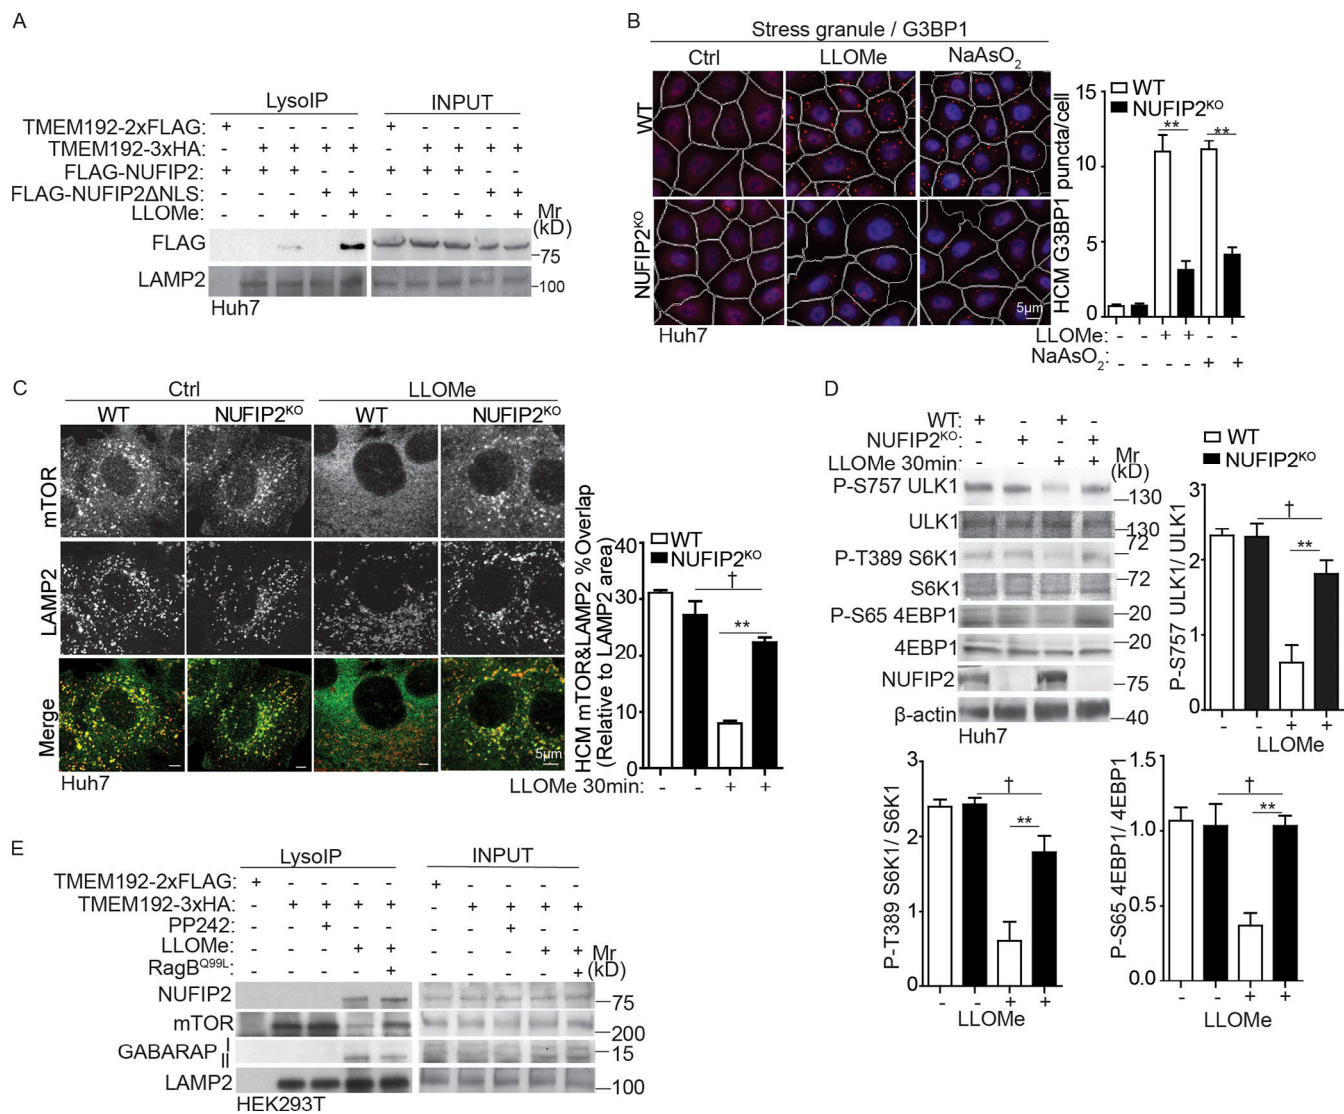 A
LysoIP INPUT
TMEM192-2xFLAG: + - - - - + - - - -
TMEM192-3xHA: - + + + + - + + + +
FLAG-NUFIP2: + + + - - + + + - -
FLAG-NUFIP2ΔNLS: - - - + + - - - + +
LLOMe: - - + - + - - + - + Mr (kD)
FLAG
75
LAMP2
100
Huh7
B
Stress granule / G3BP1
Ctrl LLOMe NaAsO2
WT
NUFIP2KO
5µm
Huh7
WT
NUFIP2KO
HCM G3BP1 puncta/cell
15
10
5
0
** **
LLOMe: - - + + - -
NaAsO2: - - - - + +
C
Ctrl LLOMe
WT NUFIP2KO WT NUFIP2KO
mTOR
LAMP2
Merge
5µm
Huh7
WT
NUFIP2KO
HCM mTOR&LAMP2 % Overlap
(Relative to LAMP2 area)
40
30
20
10
0
†
**
LLOMe 30min: - - + +
D
WT: + - + -
NUFIP2KO: - + - +
LLOMe 30min: - - + + Mr (kD)
P-S757 ULK1
130
ULK1
130
P-T389 S6K1
72
S6K1
72
P-S65 4EBP1
20
4EBP1
20
NUFIP2
75
β-actin
40
Huh7
WT
NUFIP2KO
P-S757 ULK1/ ULK1
3
2
1
0
†
**
- - + +
LLOMe
P-T389 S6K1/ S6K1
3
2
1
0
†
**
- - + +
LLOMe
P-S65 4EBP1/ 4EBP1
1.5
1.0
0.5
0.0
†
**
- - + +
LLOMe
E
LysoIP INPUT
TMEM192-2xFLAG: + - - - - + - - - -
TMEM192-3xHA: - + + + + - + + + +
PP242 - - + - - - - + - -
LLOMe: - - - + + - - - + + Mr
RagBQ99L: - - - - + - - - - + (kD)
NUFIP2
75
mTOR
200
GABARAP I II
15
LAMP2
100
HEK293T